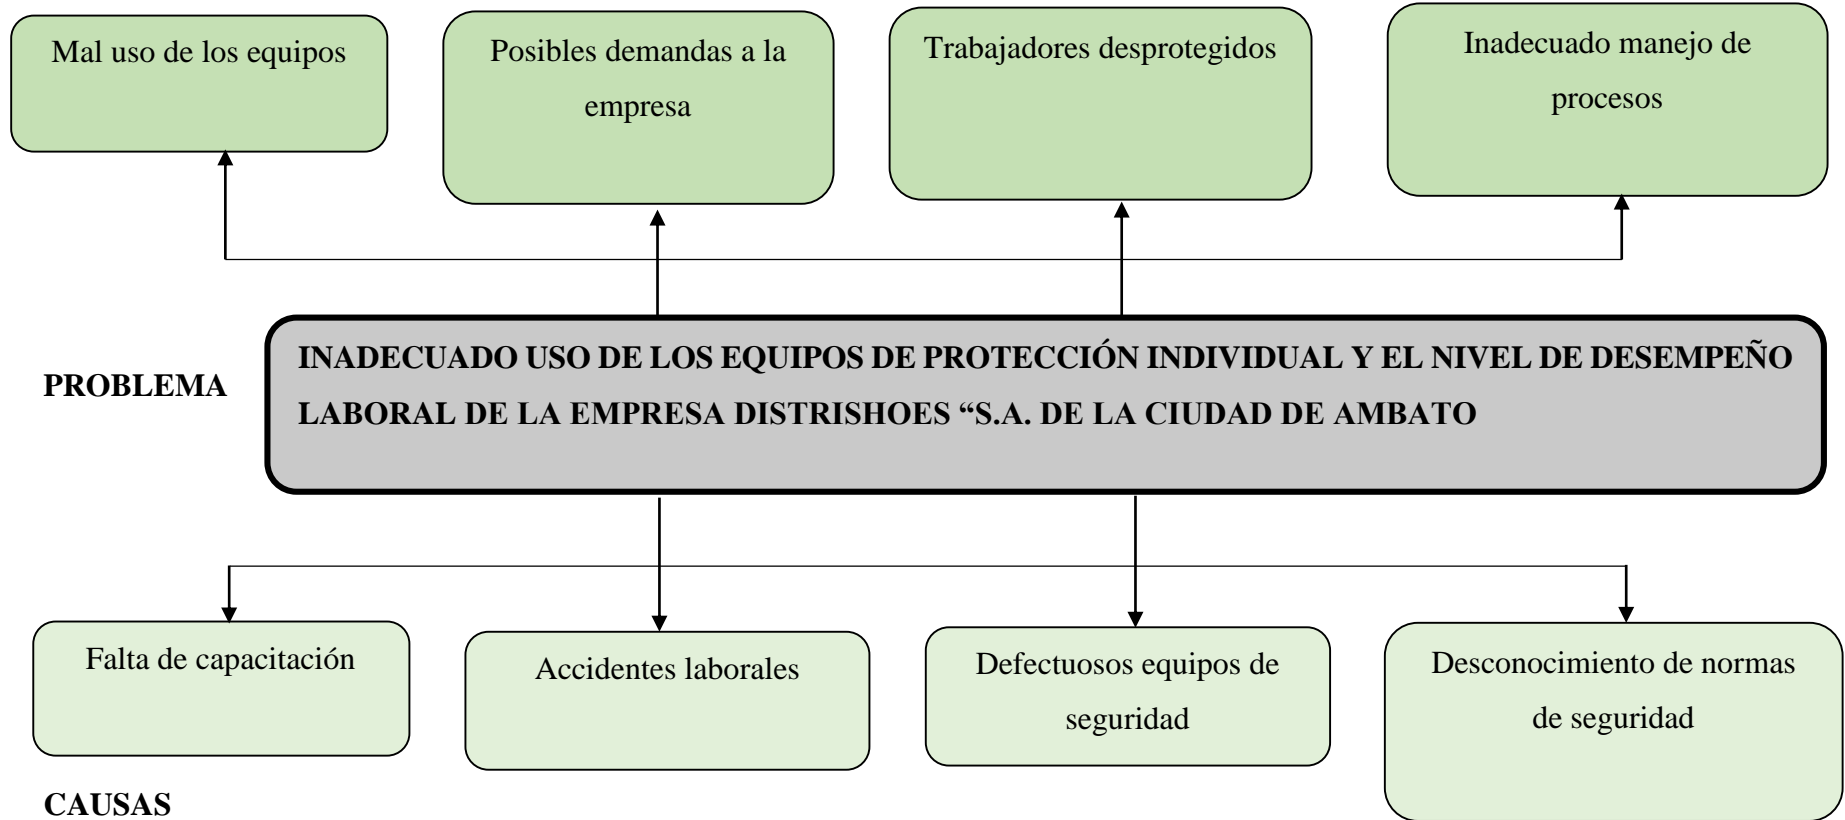 Mal uso de los equipos
Posibles demandas a la
empresa
Trabajadores desprotegidos
Inadecuado manejo de
procesos
PROBLEMA
INADECUADO USO DE LOS EQUIPOS DE PROTECCIÓN INDIVIDUAL Y EL NIVEL DE DESEMPEÑO
LABORAL DE LA EMPRESA DISTRISHOES “S.A. DE LA CIUDAD DE AMBATO
Falta de capacitación
Accidentes laborales
Defectuosos equipos de
seguridad
Desconocimiento de normas
de seguridad
CAUSAS